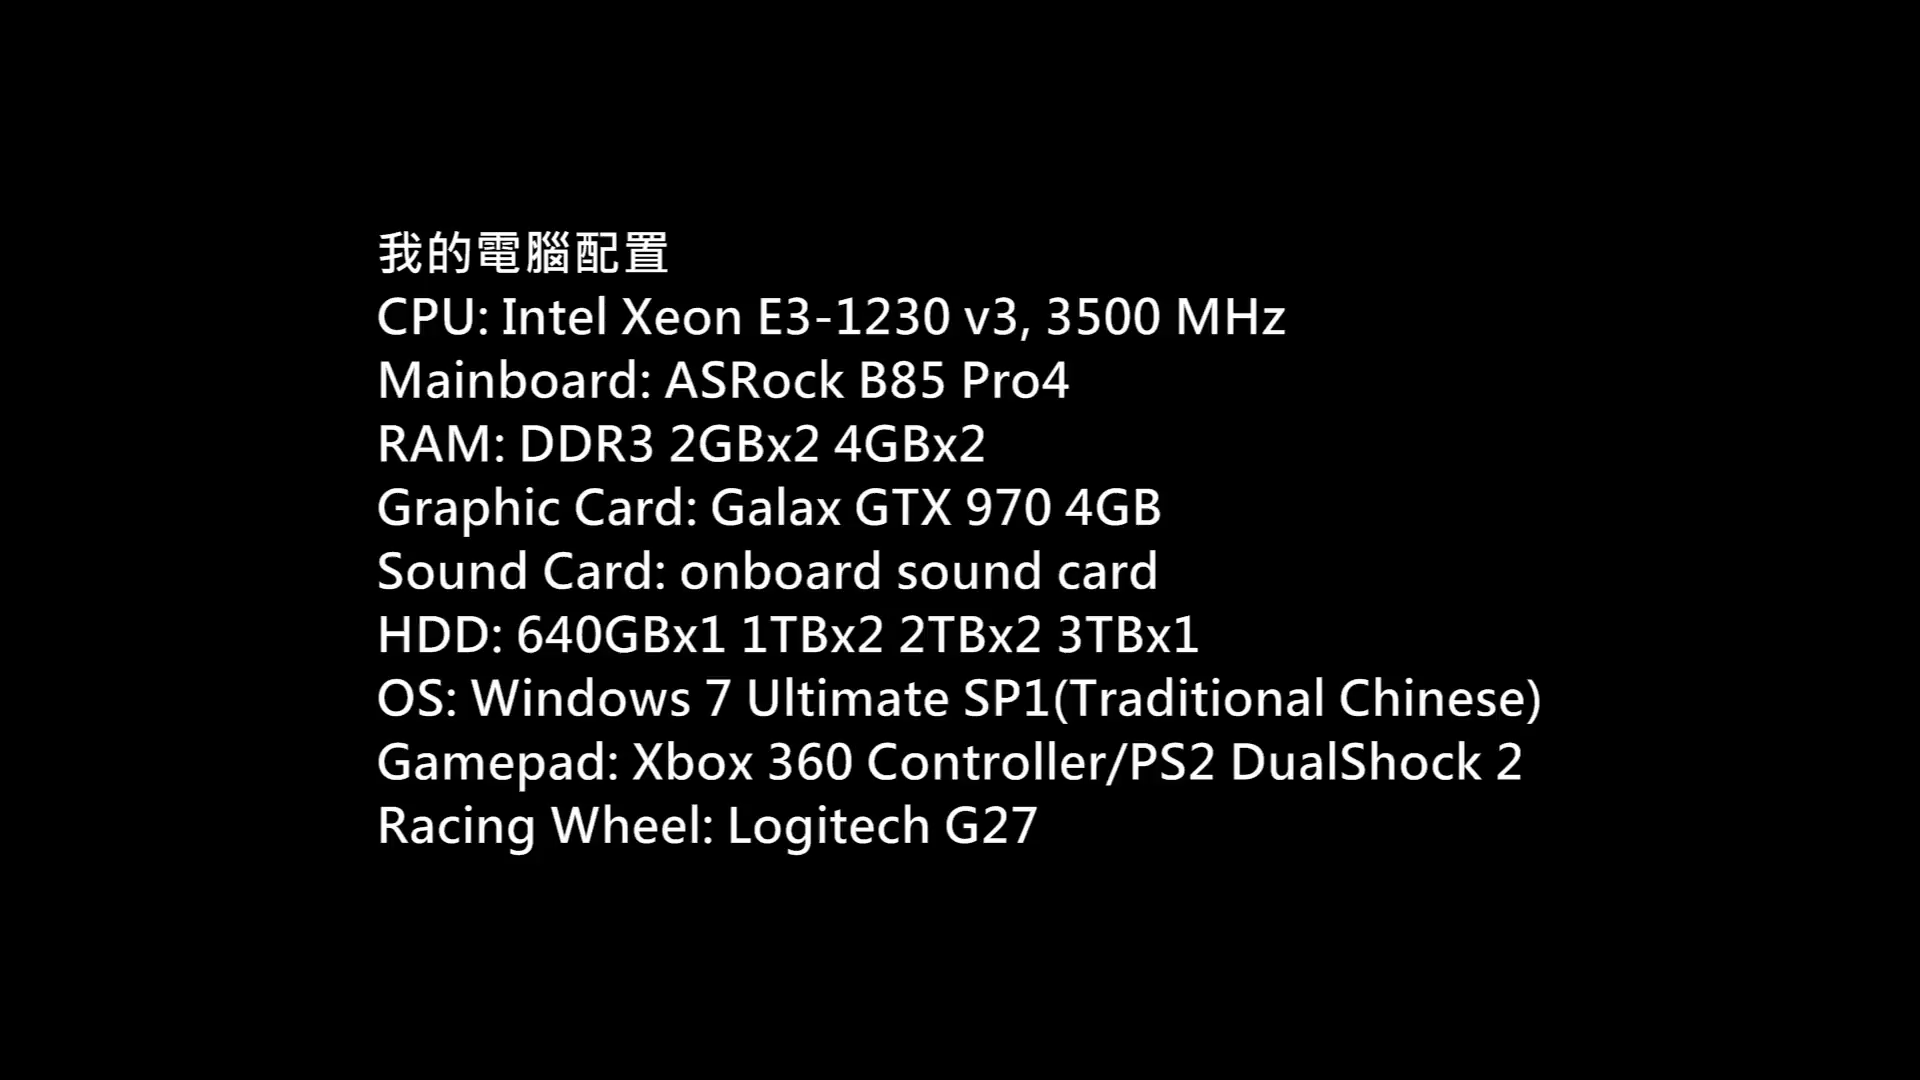 我的電腦配置
CPU: Intel Xeon E3-1230 v3, 3500 MHz
Mainboard: ASRock B85 Pro4
RAM: DDR3 2GBx2 4GBx2
Graphic Card: Galax GTX 970 4GB
Sound Card: onboard sound card
HDD: 640GBx1 1TBx2 2TBx2 3TBx1
OS: Windows 7 Ultimate SP1(Traditional Chinese)
Gamepad: Xbox 360 Controller/PS2 DualShock 2
Racing Wheel: Logitech G27